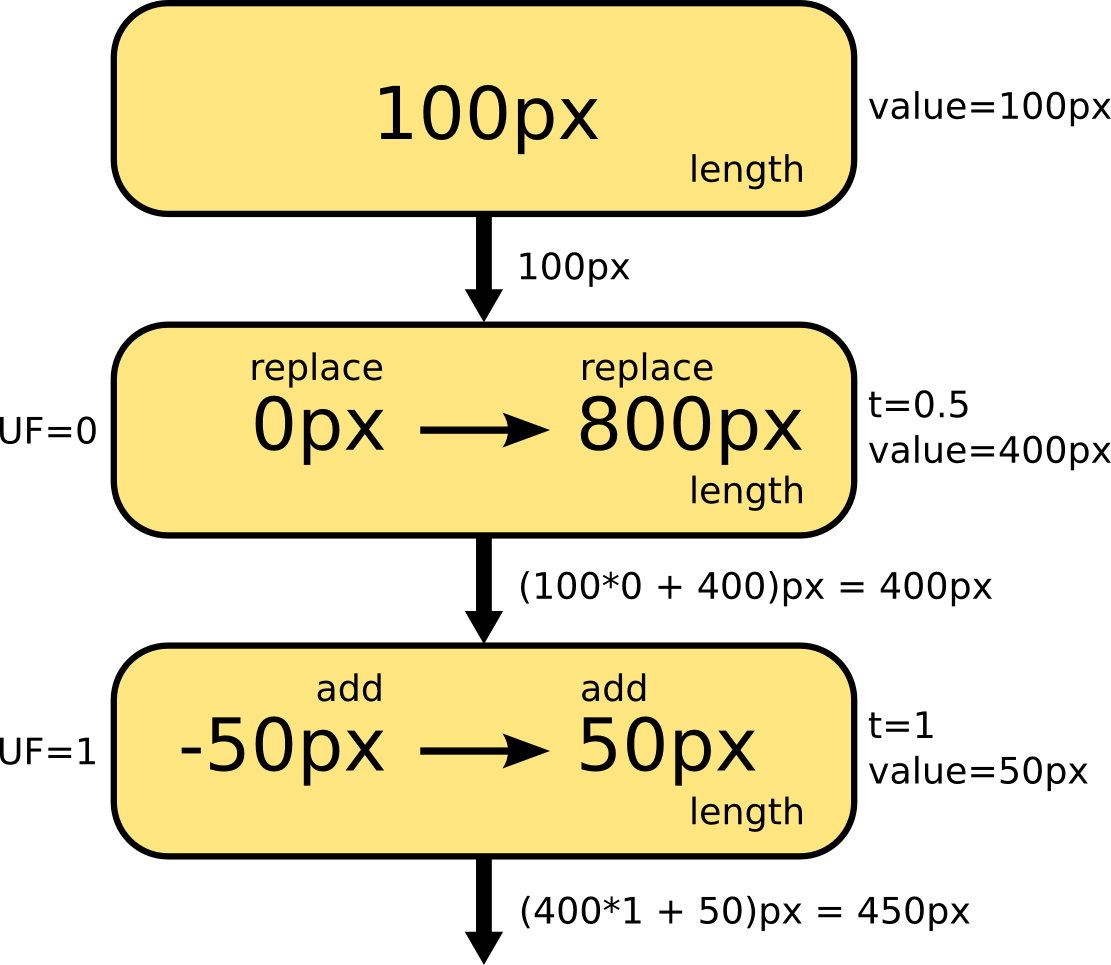 100px
length
value=100px
100px
replace
replace
0px
800px
length
UF=0
t=0.5
value=400px
(100*0 + 400)px = 400px
add
add
-50px
50px
length
UF=1
t=1
value=50px
(400*1 + 50)px = 450px